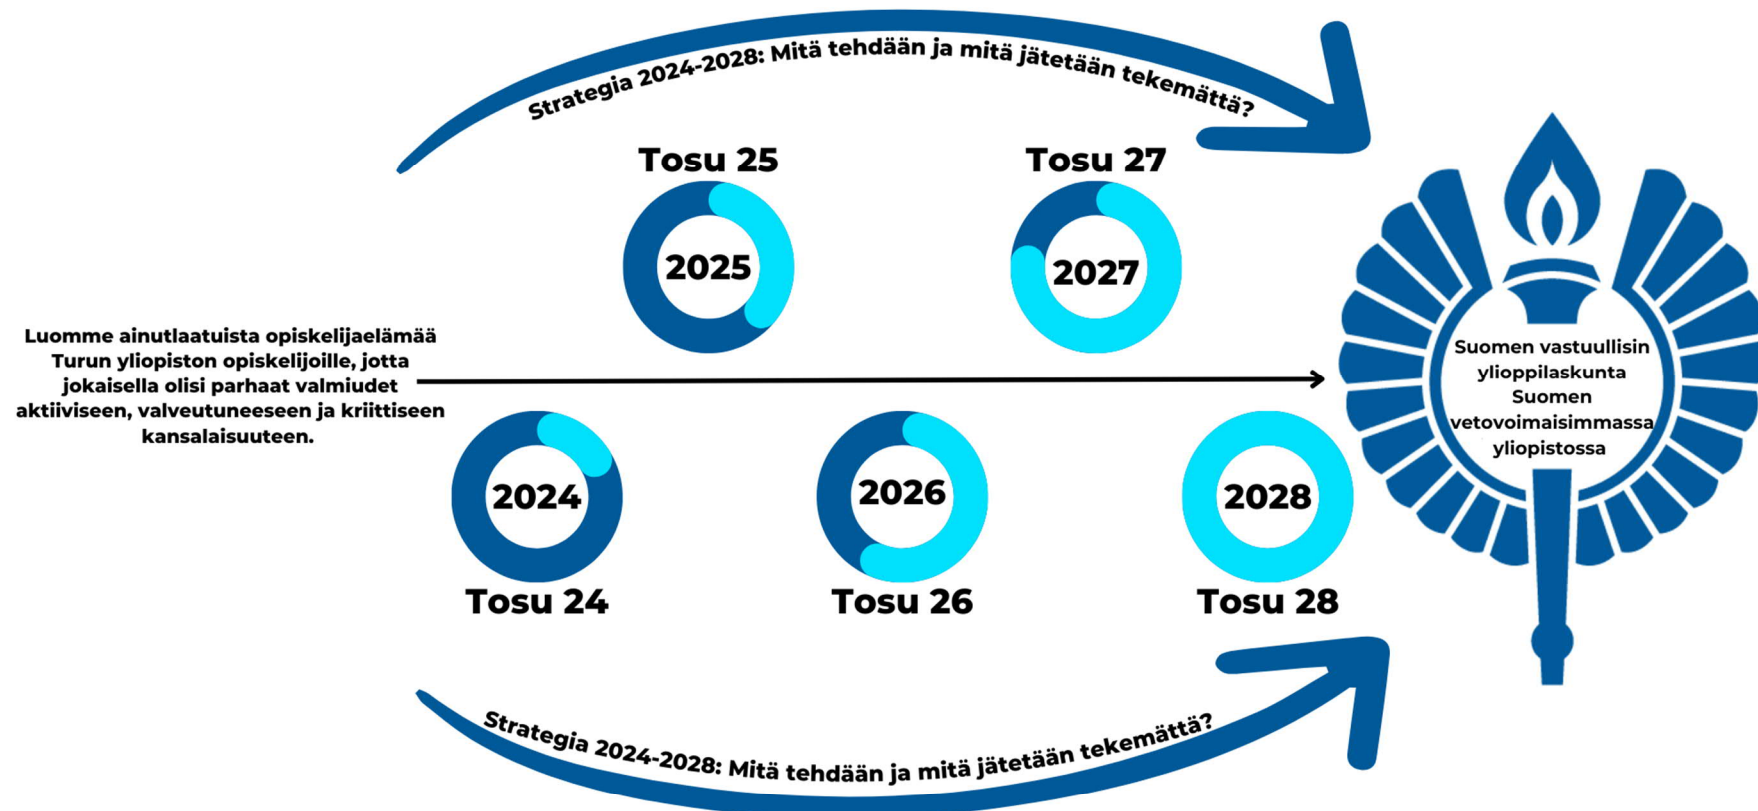 Strategia 2024-2028: Mitä tehdään ja mitä jätetään tekemättä?
Tosu 25
2025
Tosu 27
2027
Luomme ainutlaatuista opiskelijaelämää
Turun yliopiston opiskelijoille, jotta
jokaisella olisi parhaat valmiudet
aktiiviseen, valveutuneeseen ja kriittiseen
kansalaisuuteen.
2024
Tosu 24
2026
Tosu 26
2028
Tosu 28
Suomen vastuullisin
ylioppilaskunta
Suomen
vetovoimaisimmassa
yliopistossa
Strategia 2024-2028: Mitä tehdään ja mitä jätetään tekemättä?